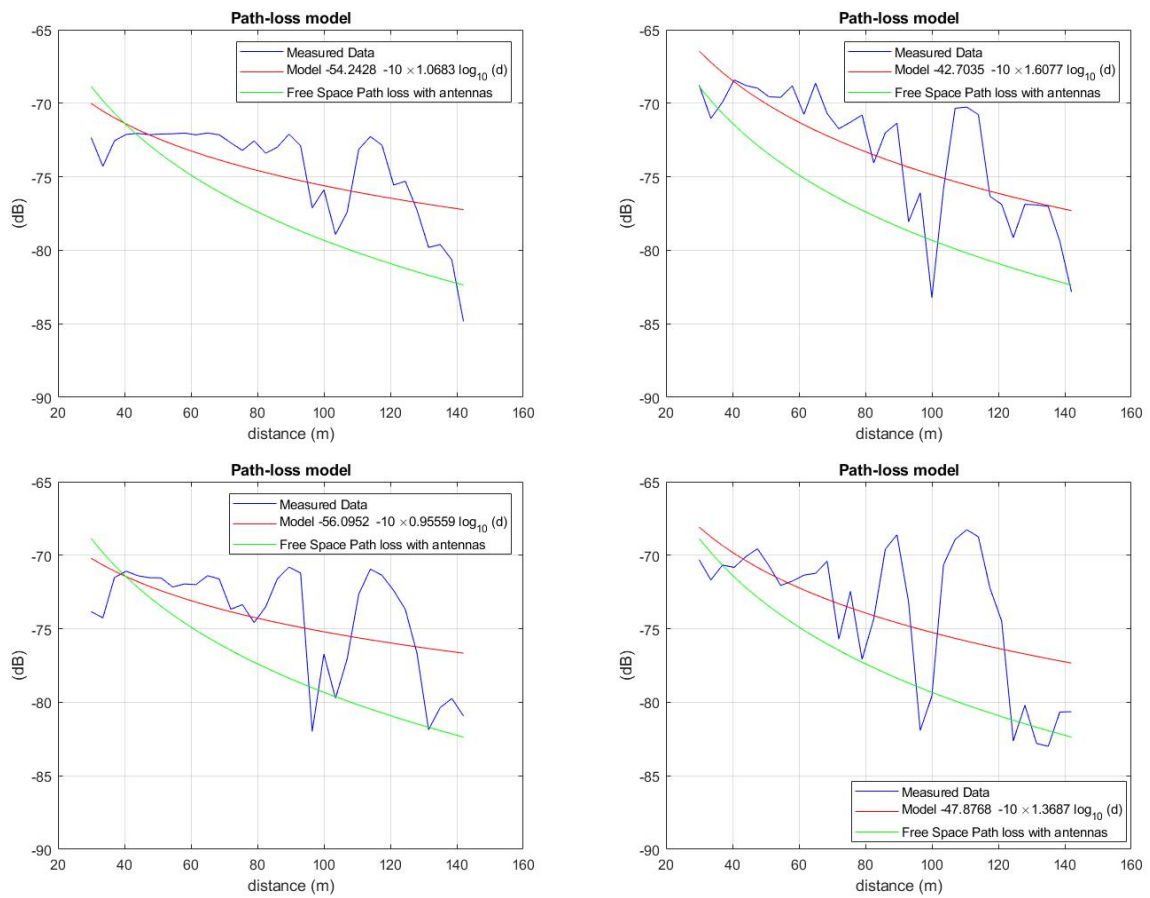 Path-loss model
-65
-70
-75
-80
-85
-90
(dB)
Measured Data
Model -54.2428 -10 ×1.0683 log10 (d)
Free Space Path loss with antennas
20 40 60 80 100 120 140 160
distance (m)
Path-loss model
-65
-70
-75
-80
-85
-90
(dB)
Measured Data
Model -42.7035 -10 ×1.6077 log10 (d)
Free Space Path loss with antennas
20 40 60 80 100 120 140 160
distance (m)
Path-loss model
-65
-70
-75
-80
-85
-90
(dB)
Measured Data
Model -56.0952 -10 ×0.95559 log10 (d)
Free Space Path loss with antennas
20 40 60 80 100 120 140 160
distance (m)
Path-loss model
-65
-70
-75
-80
-85
-90
(dB)
Measured Data
Model -47.8768 -10 ×1.3687 log10 (d)
Free Space Path loss with antennas
20 40 60 80 100 120 140 160
distance (m)